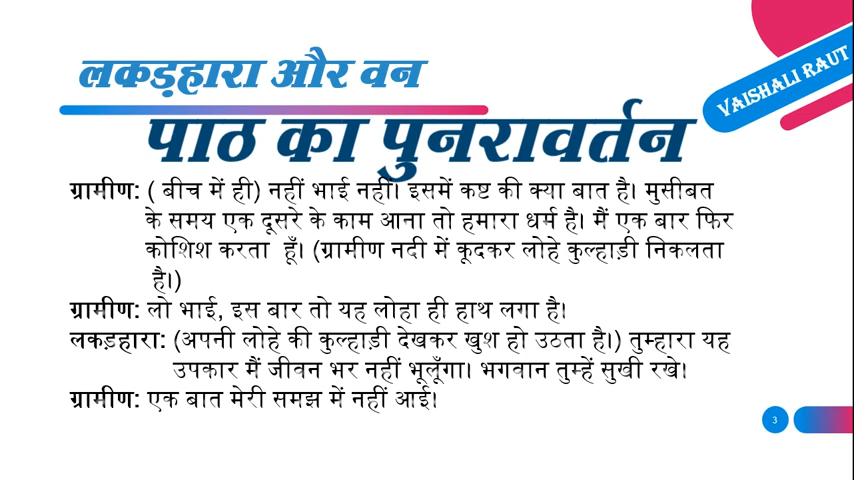 लकड़हारा और वन
VAISHALI RAUT
पाठ का पुनरावर्तन
ग्रामीण: ( बीच में ही) नहीं भाई नहीं। इसमें कष्ट की क्या बात है। मुसीबत
के समय एक दूसरे के काम आना तो हमारा धर्म है। मैं एक बार फिर
कोशिश करता हूँ। (ग्रामीण नदी में कूदकर लोहे कुल्हाड़ी निकलता
है।)
ग्रामीण: लो भाई, इस बार तो यह लोहा ही हाथ लगा है।
लकड़हारा: (अपनी लोहे की कुल्हाड़ी देखकर खुश हो उठता है।) तुम्हारा यह
उपकार मैं जीवन भर नहीं भूलूँगा। भगवान तुम्हें सुखी रखे।
ग्रामीण: एक बात मेरी समझ में नहीं आई।
3